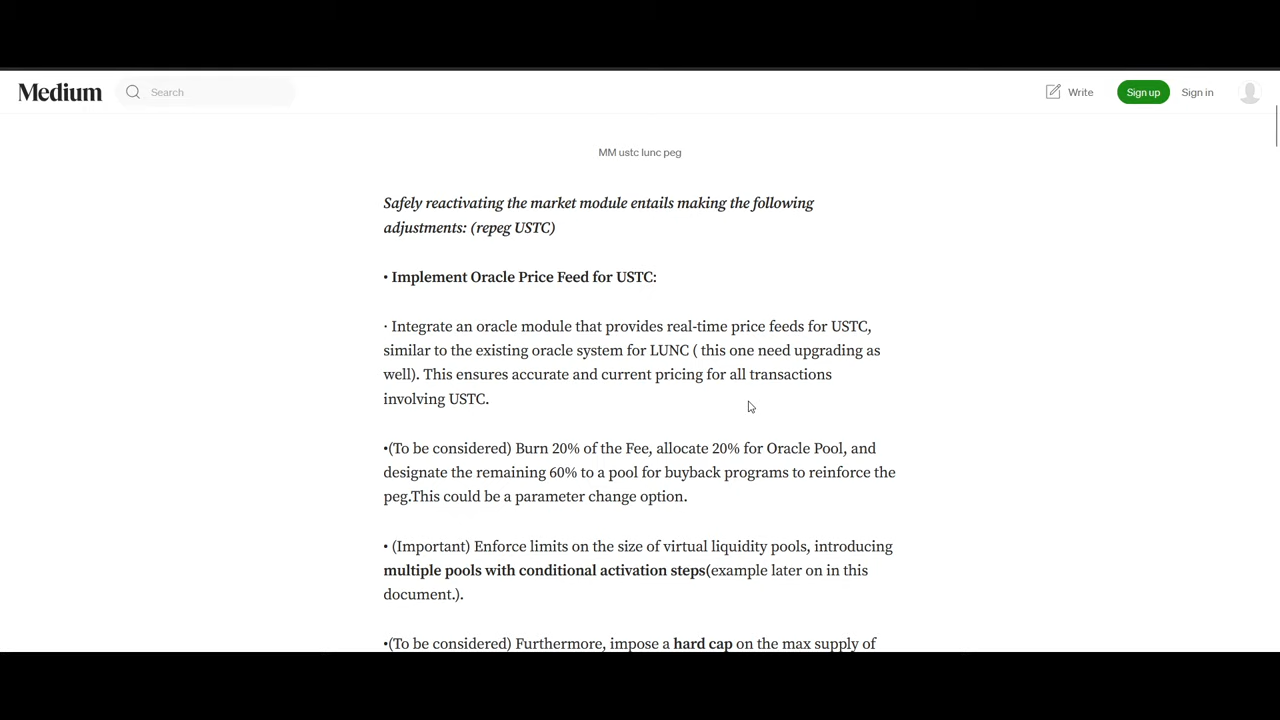 Medium
Search
Write
Sign up
Sign in
MM ustc lunc peg
Safely reactivating the market module entails making the following
adjustments: (repeg USTC)
• Implement Oracle Price Feed for USTC:
· Integrate an oracle module that provides real-time price feeds for USTC,
similar to the existing oracle system for LUNC ( this one need upgrading as
well). This ensures accurate and current pricing for all transactions
involving USTC.
•(To be considered) Burn 20% of the Fee, allocate 20% for Oracle Pool, and
designate the remaining 60% to a pool for buyback programs to reinforce the
peg.This could be a parameter change option.
• (Important) Enforce limits on the size of virtual liquidity pools, introducing
multiple pools with conditional activation steps(example later on in this
document.).
•(To be considered) Furthermore, impose a hard cap on the max supply of